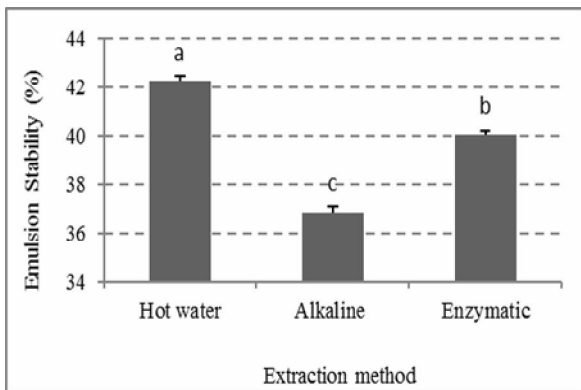 Emulsion Stability (%)
44
42
40
38
36
34
a
c
b
Hot water Alkaline Enzymatic
Extraction method